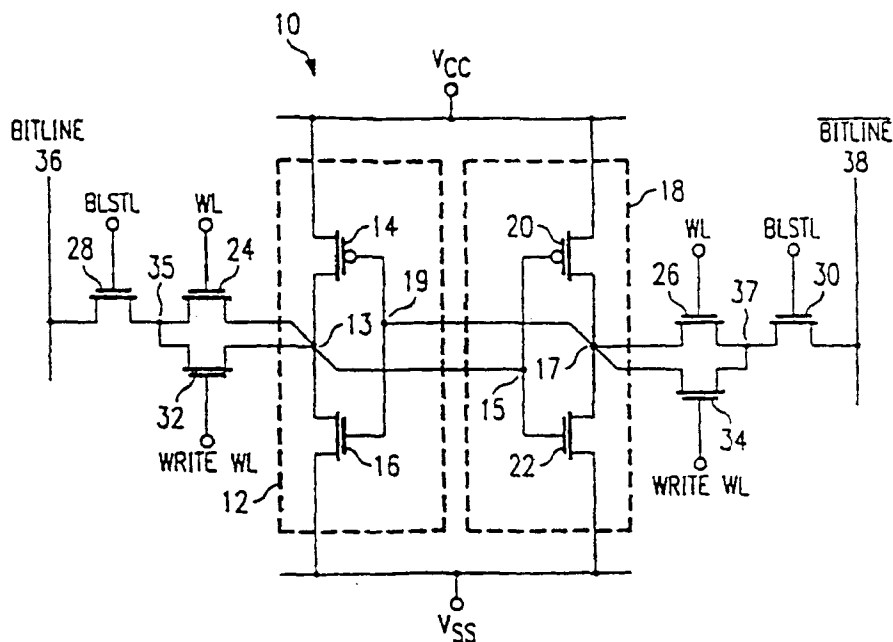 10
VCC
BITLINE
36
BITLINE
38
18
BLSTL
WL
14
20
WL
BLSTL
28
35
24
19
26
37
30
13
17
32
15
34
WRITE WL
16
22
WRITE WL
12
VSS